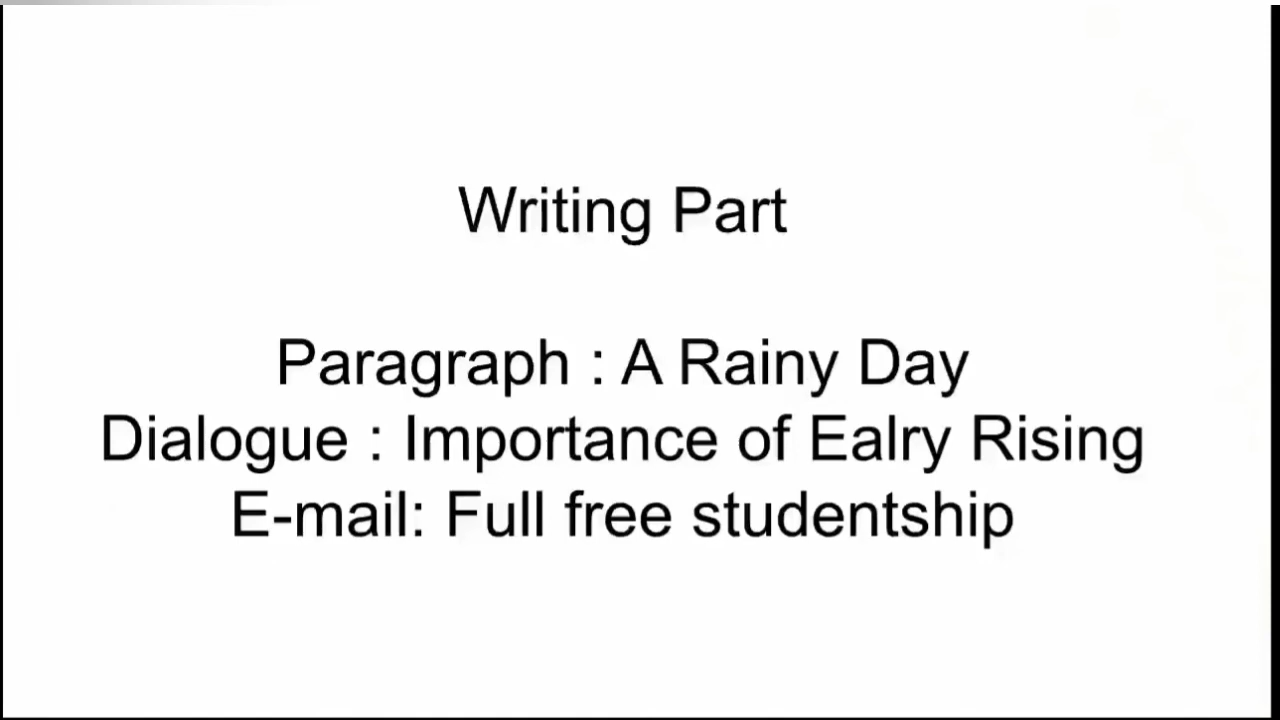 Writing Part
Paragraph : A Rainy Day
Dialogue : Importance of Ealry Rising
E-mail: Full free studentship